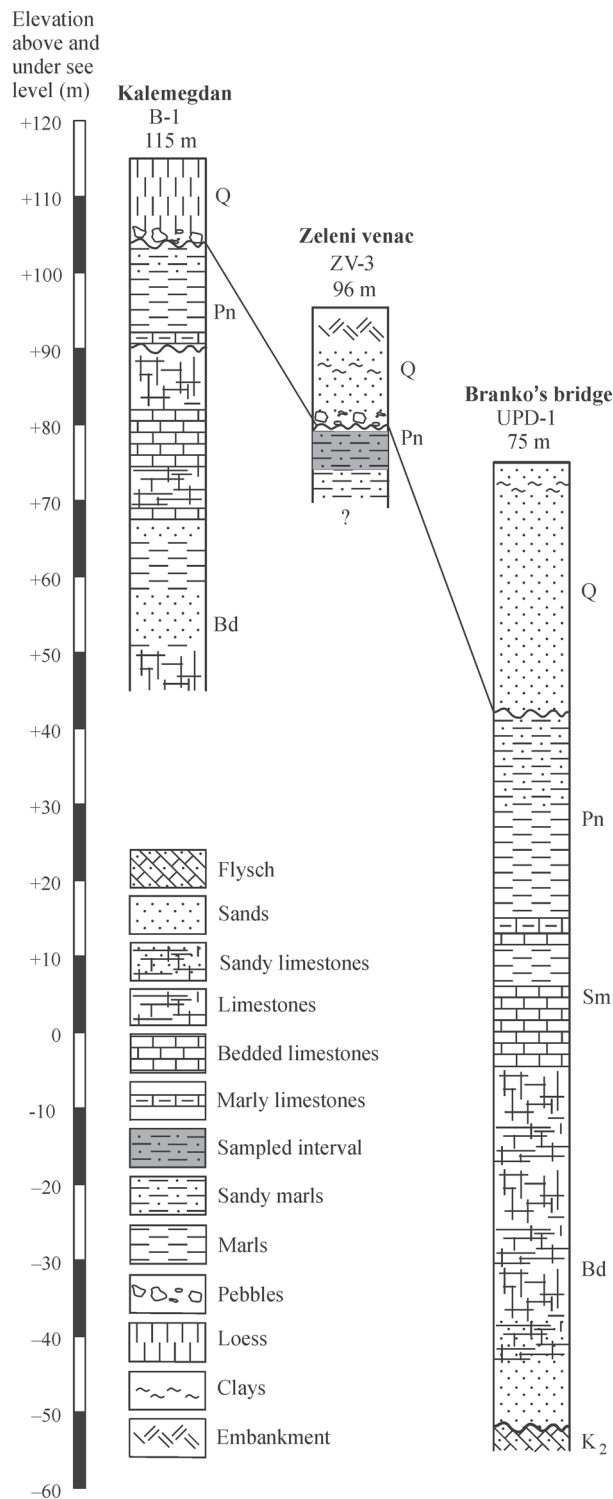 Elevation
above and
under see
level (m)
+120
+110
+100
+90
+80
+70
+60
+50
+40
+30
+20
+10
0
-10
–20
–30
–40
–50
–60
Kalemegdan
B-1
115 m
Q
Pn
Bd
Zeleni venac
ZV-3
96 m
Q
Pn
?
Branko's bridge
UPD-1
75 m
Q
Pn
Sm
Bd
K2
Flysch
Sands
Sandy limestones
Limestones
Bedded limestones
Marly limestones
Sampled interval
Sandy marls
Marls
Pebbles
Loess
Clays
Embankment